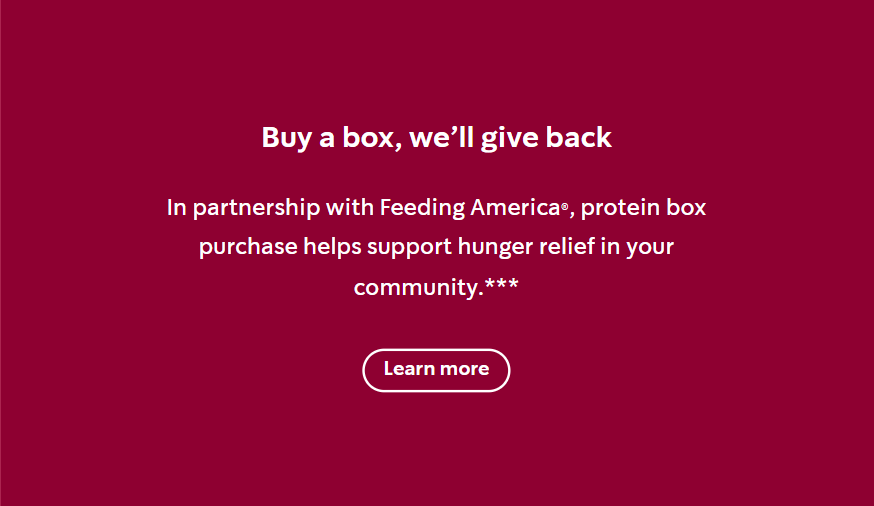 Buy a box, we’ll give back
In partnership with Feeding America®, protein box
purchase helps support hunger relief in your
community.***
Learn more